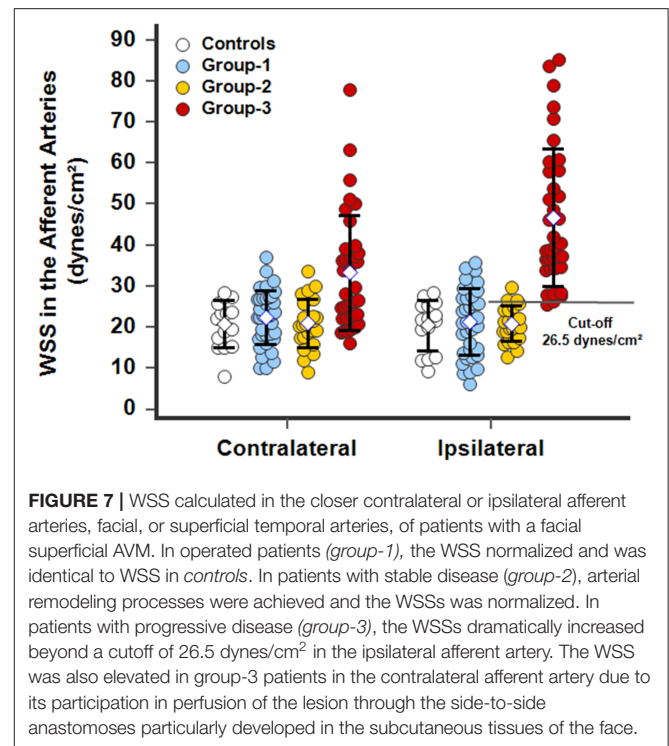 90
80
70
60
50
40
30
20
10
0
WSS in the Afferent Arteries
(dynes/cm²)
Controls
Group-1
Group-2
Group-3
Cut-off
26.5 dynes/cm²
Contralateral
Ipsilateral
FIGURE 7 | WSS calculated in the closer contralateral or ipsilateral afferent
arteries, facial, or superficial temporal arteries, of patients with a facial
superficial AVM. In operated patients (group-1), the WSS normalized and was
identical to WSS in controls. In patients with stable disease (group-2), arterial
remodeling processes were achieved and the WSSs was normalized. In
patients with progressive disease (group-3), the WSSs dramatically increased
beyond a cutoff of 26.5 dynes/cm² in the ipsilateral afferent artery. The WSS
was also elevated in group-3 patients in the contralateral afferent artery due to
its participation in perfusion of the lesion through the side-to-side
anastomoses particularly developed in the subcutaneous tissues of the face.